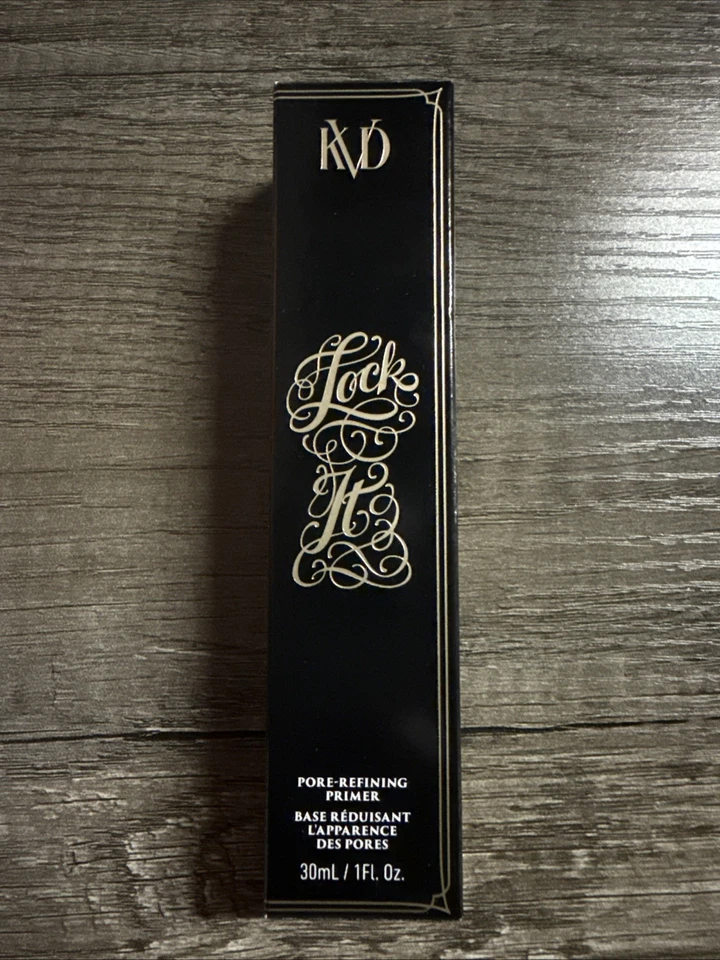 KVD
Lock
It
PORE-REFINING
PRIMER
BASE RÉDUISANT
L'APPARENCE
DES PORES
30mL / 1Fl. Oz.